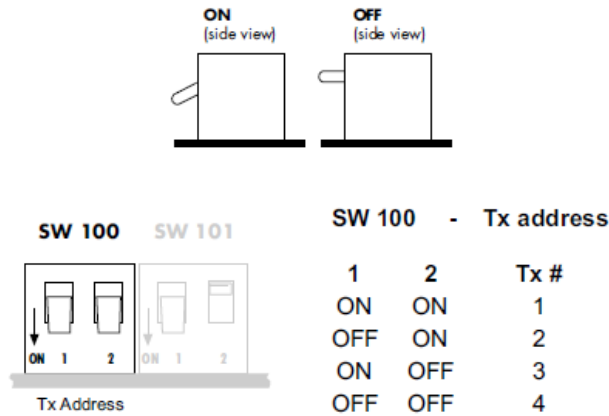 ON OFF
(side view) (side view)
SW 100 SW 101
ON 1 2 ON 1 2
Tx Address
SW 100 - Tx address
1 2 Tx #
ON ON 1
OFF ON 2
ON OFF 3
OFF OFF 4